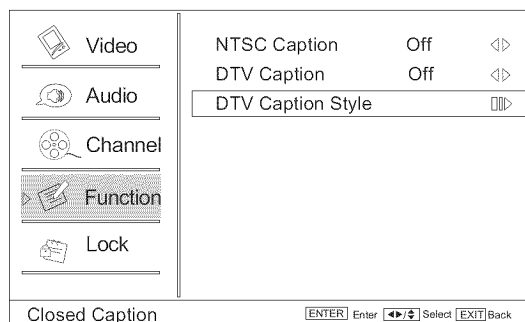 Video
Audio
Channel
Function
Lock
NTSC Caption Off
DTV Caption Off
DTV Caption Style
Closed Caption
ENTER Enter ◀▶/▲▼ Select EXIT Back